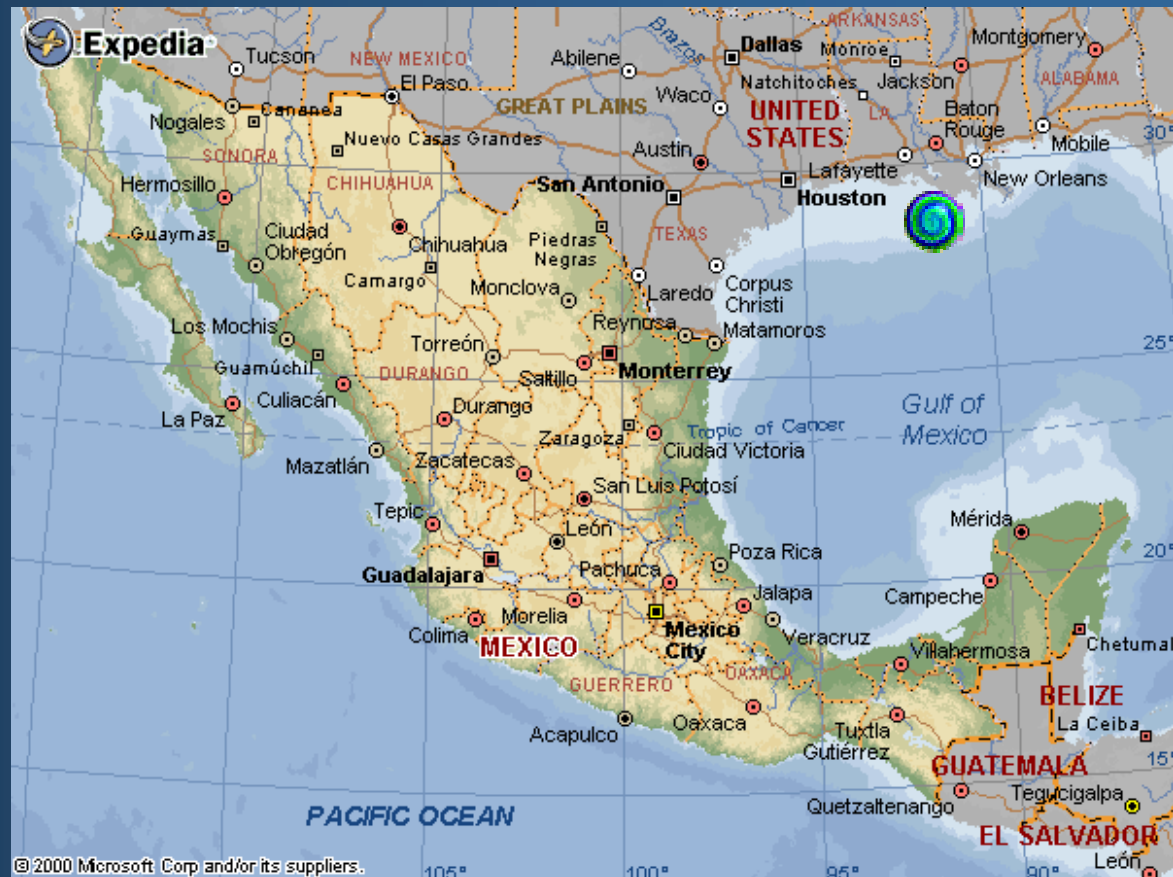 Expedia
ARKANSAS
Tucson
NEW MEXICO
Abilene
Brazos
Dallas
Monroe
Montgomery
El Paso
Natchitoches
Jackson
ALABAMA
Cananea
GREAT PLAINS
Waco
UNITED
STATES
LA
Baton
Rouge
Nogales
Nuevo Casas Grandes
Mobile
30°
SONORA
Austin
Lafayette
New Orleans
Hermosillo
CHIHUAHUA
San Antonio
Houston
Guaymas
Ciudad
Obregón
Chihuahua
Piedras
Negras
TEXAS
Camargo
Monclova
Laredo
Corpus
Christi
Los Mochis
Reynosa
Matamoros
Torreón
25°
Guamúchil
DURANGO
Saltillo
Monterrey
La Paz
Culiacán
Durango
Gulf of
Mexico
Zaragoza
Tropic of Cancer
Ciudad Victoria
Mazatlán
Zacatecas
San Luis Potosí
Tepic
León
Mérida
Poza Rica
20°
Guadalajara
Pachuca
Jalapa
Campeche
Morelia
Colima
MEXICO
Mexico
City
Veracruz
Villahermosa
Chetumal
GUERRERO
OAXACA
BELIZE
Acapulco
Oaxaca
Tuxtla
Gutiérrez
La Ceiba
GUATEMALA
15°
Quetzaltenango
Tegucigalpa
PACIFIC OCEAN
EL SALVADOR
León
© 2000 Microsoft Corp and/or its suppliers.
105°
100°
95°
90°